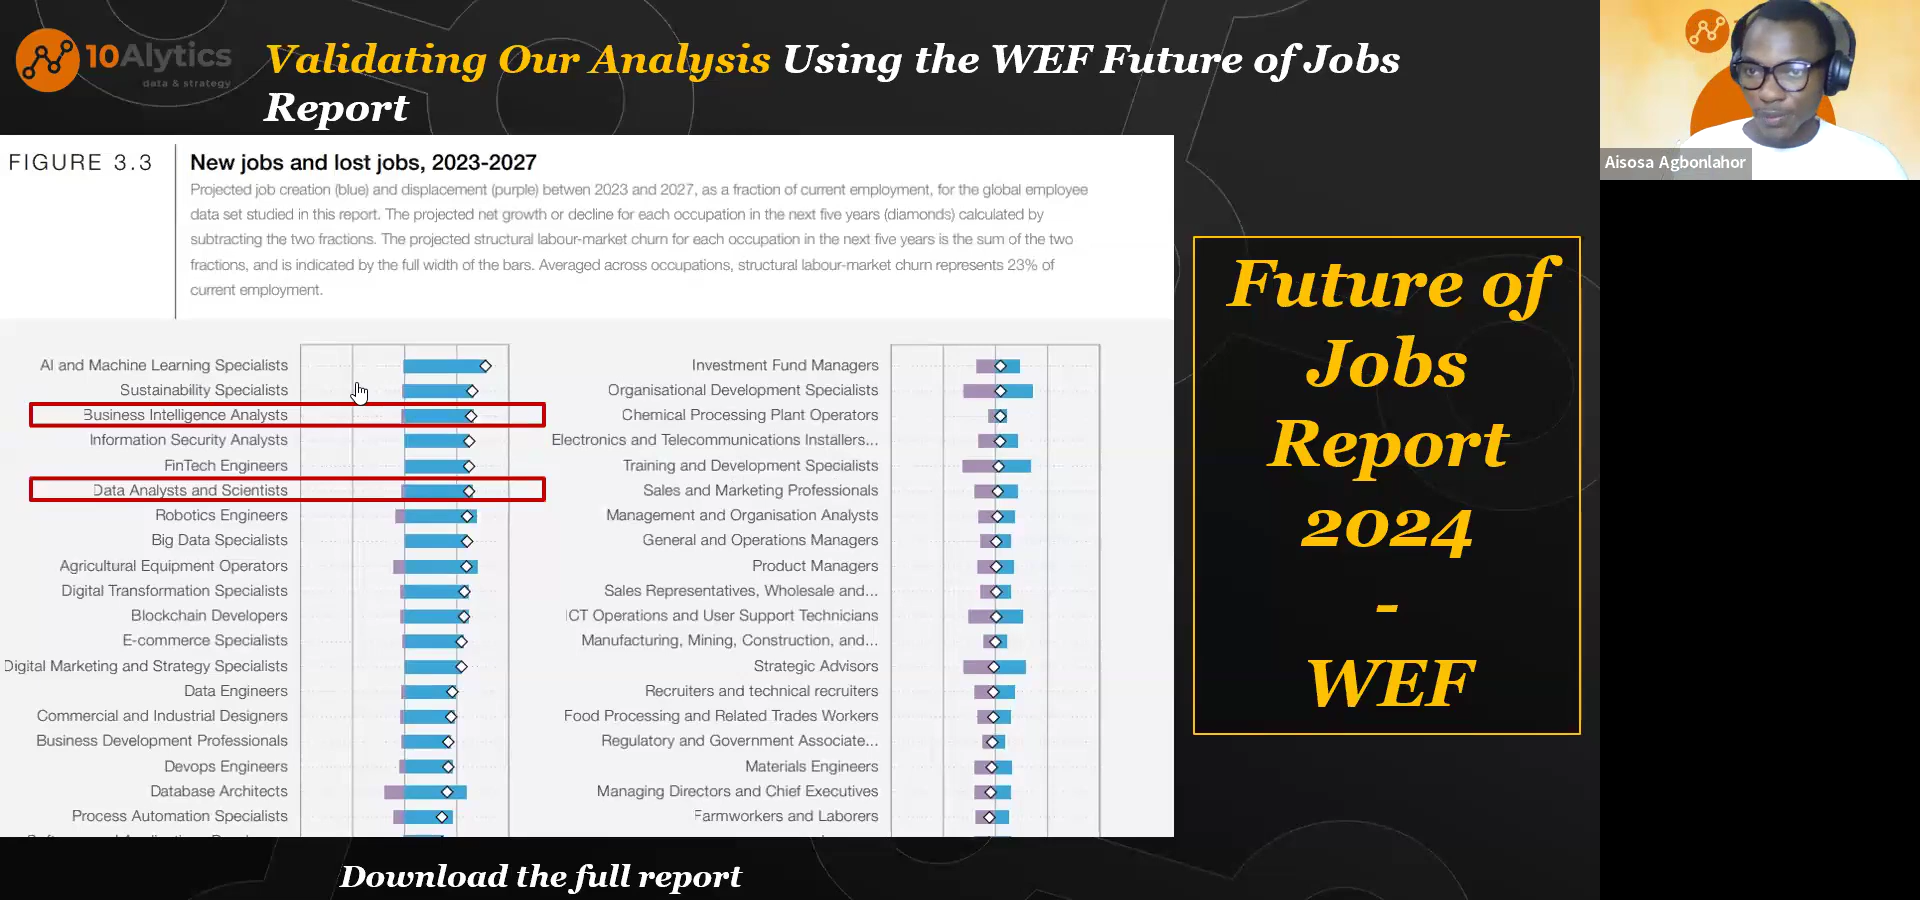 10Alytics
data & strategy
Validating Our Analysis Using the WEF Future of Jobs
Report
FIGURE 3.3
New jobs and lost jobs, 2023-2027
Projected job creation (blue) and displacement (purple) betwen 2023 and 2027, as a fraction of current employment, for the global employee
data set studied in this report. The projected net growth or decline for each occupation in the next five years (diamonds) calculated by
subtracting the two fractions. The projected structural labour-market churn for each occupation in the next five years is the sum of the two
fractions, and is indicated by the full width of the bars. Averaged across occupations, structural labour-market churn represents 23% of
current employment.
AI and Machine Learning Specialists
Sustainability Specialists
Business Intelligence Analysts
Information Security Analysts
FinTech Engineers
Data Analysts and Scientists
Robotics Engineers
Big Data Specialists
Agricultural Equipment Operators
Digital Transformation Specialists
Blockchain Developers
E-commerce Specialists
Digital Marketing and Strategy Specialists
Data Engineers
Commercial and Industrial Designers
Business Development Professionals
Devops Engineers
Database Architects
Process Automation Specialists
Investment Fund Managers
Organisational Development Specialists
Chemical Processing Plant Operators
Electronics and Telecommunications Installers...
Training and Development Specialists
Sales and Marketing Professionals
Management and Organisation Analysts
General and Operations Managers
Product Managers
Sales Representatives, Wholesale and...
ICT Operations and User Support Technicians
Manufacturing, Mining, Construction, and...
Strategic Advisors
Recruiters and technical recruiters
Food Processing and Related Trades Workers
Regulatory and Government Associate...
Materials Engineers
Managing Directors and Chief Executives
Farmworkers and Laborers
Future of
Jobs
Report
2024
-
WEF
Download the full report
Aisosa Agbonlahor